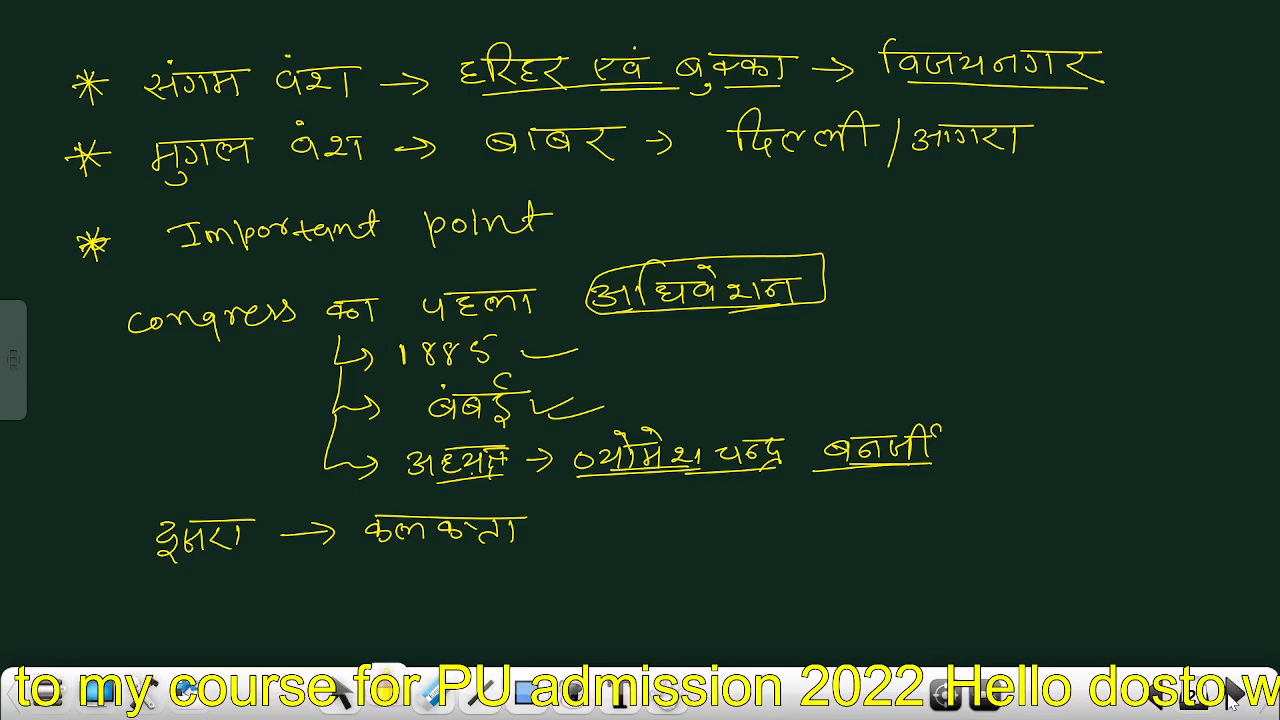 * संगम वंश → हरिहर एवं बुक्का → विजयनगर
* मुगल वंश → बाबर → दिल्ली / आगरा
* Important point
Congress का पहला अधिवेशन
→ 1885
→ बंबई
→ अध्यक्ष → व्योमेश चन्द्र बनर्जी
दूसरा → कलकत्ता
to my course for PU admission 2022 Hello dosto w